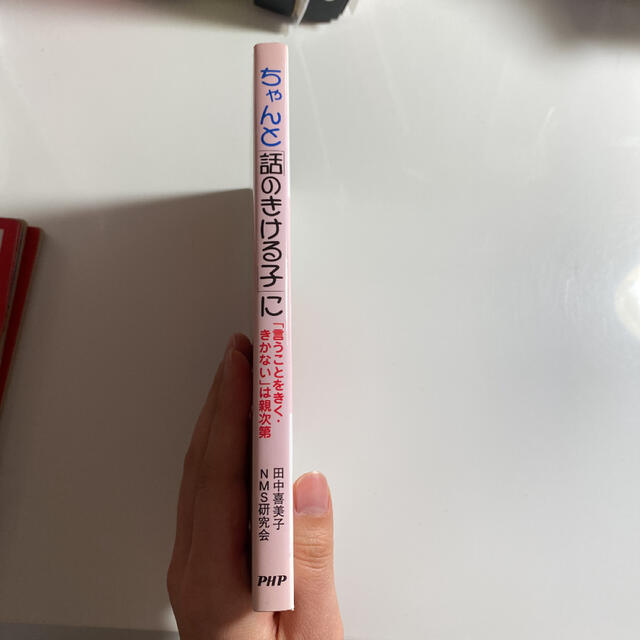 ちゃんと「話のきける子」に
「言うことをきく・
きかない」は親次第
田中喜美子
NMS研究会
PHP